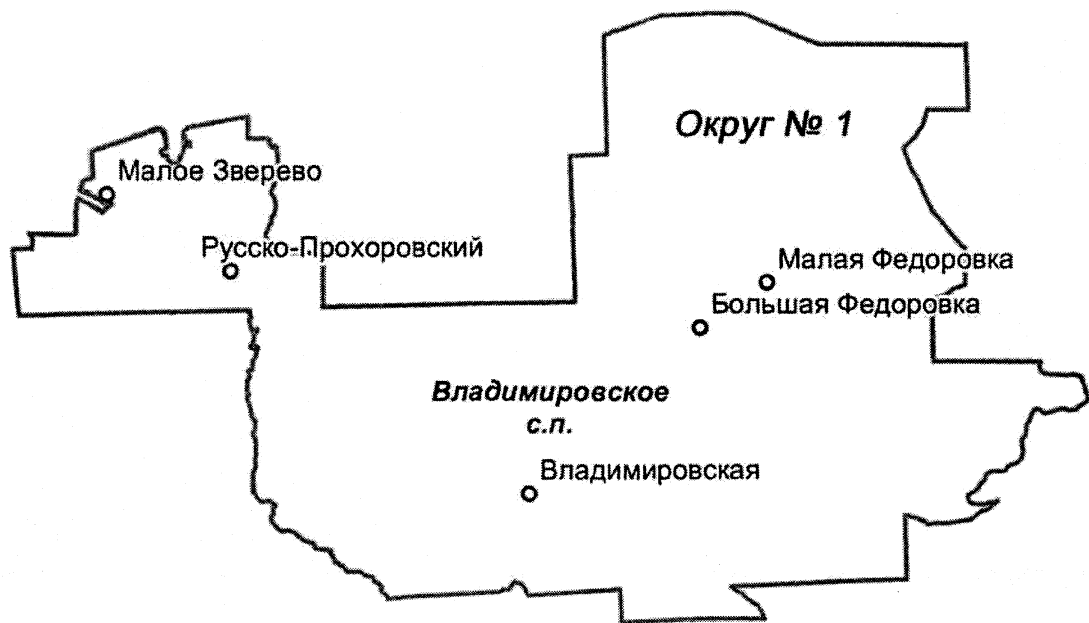 Округ № 1
Малое Зверево
Русско-Прохоровский
Малая Федоровка
Большая Федоровка
Владимировское
с.п.
Владимировская